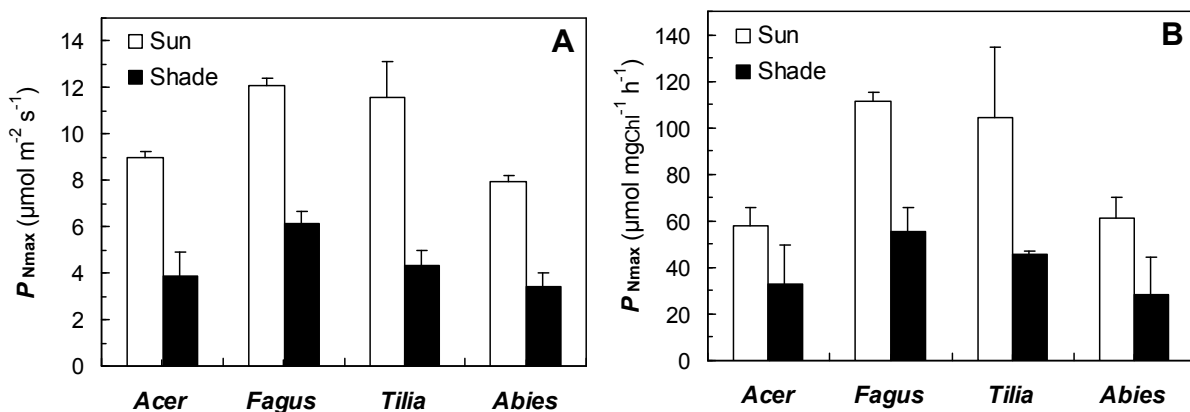 A
Sun
Shade
P Nmax (µmol m⁻² s⁻¹)
14
12
10
8
6
4
2
0
Acer Fagus Tilia Abies
B
Sun
Shade
P Nmax (µmol mgChl⁻¹ h⁻¹)
140
120
100
80
60
40
20
0
Acer Fagus Tilia Abies